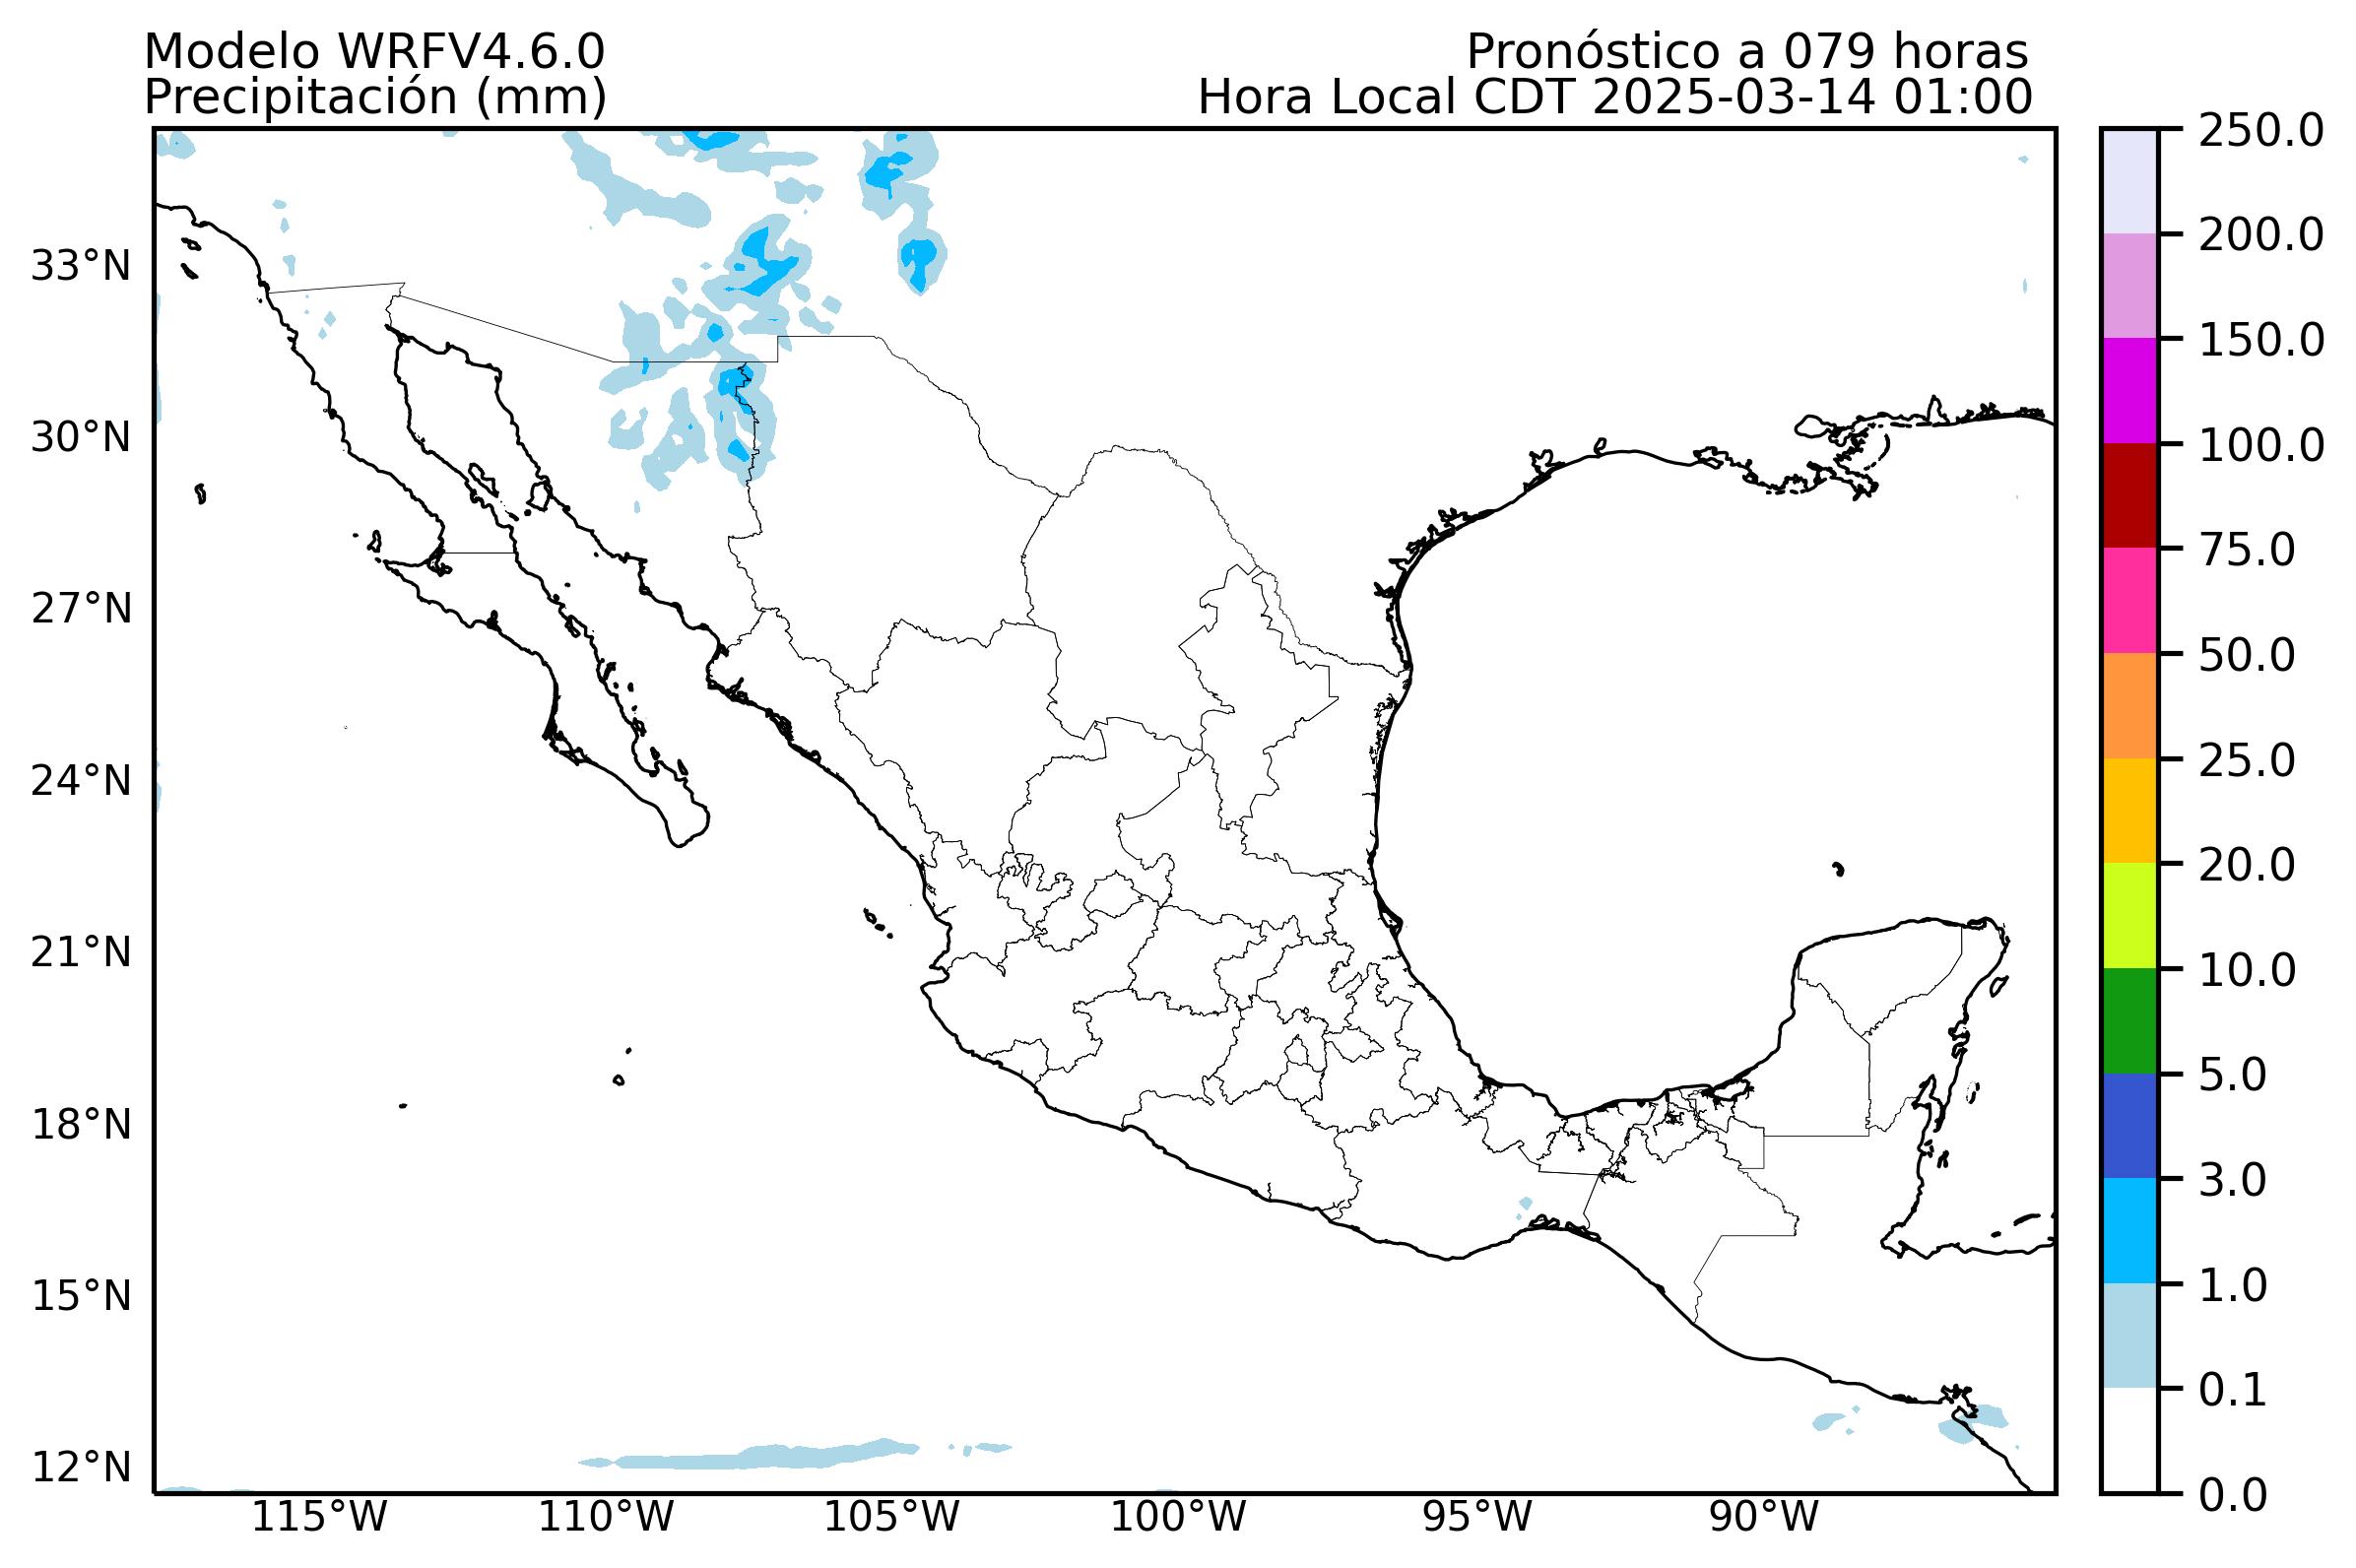 Modelo WRFV4.6.0
Precipitación (mm)
Pronóstico a 079 horas
Hora Local CDT 2025-03-14 01:00
33°N
30°N
27°N
24°N
21°N
18°N
15°N
12°N
115°W
110°W
105°W
100°W
95°W
90°W
250.0
200.0
150.0
100.0
75.0
50.0
25.0
20.0
10.0
5.0
3.0
1.0
0.1
0.0